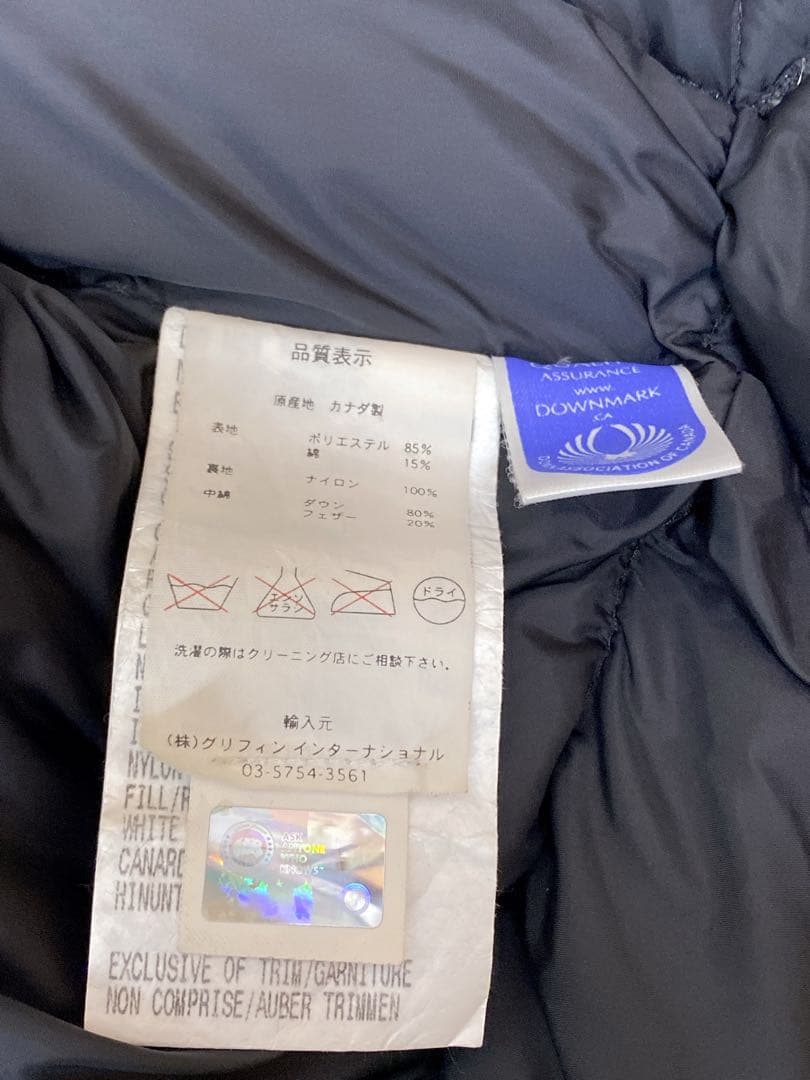 品質表示
原産地 カナダ製
表地 ポリエステル 85%
綿 15%
裏地 ナイロン 100%
中綿 ダウン 80%
フェザー 20%
エンソ
サラシ
ドライ
洗濯の際はクリーニング店にご相談下さい。
輸入元
(株)グリフィン インターナショナル
03-5754-3561
ASSURANCE
www.
DOWNMARK
.CA
ASSOCIATION OF CANADA
NYLON
FILL/R
WHITE
CANARD
HINUNT
ASK
EXCLUSIVE OF TRIM/GARNITURE
NON COMPRISE/AUBER TRIMMEN